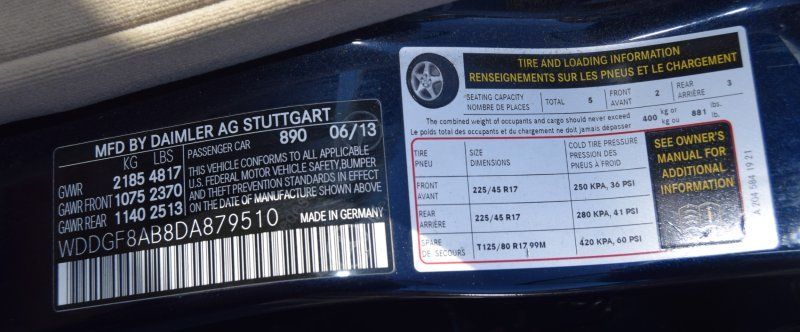 MFD BY DAIMLER AG STUTTGART
KG LBS PASSENGER CAR 890 06/13
GVWR 2185 4817
GAWR FRONT 1075 2370
GAWR REAR 1140 2513
THIS VEHICLE CONFORMS TO ALL APPLICABLE
U.S. FEDERAL MOTOR VEHICLE SAFETY,BUMPER
AND THEFT PREVENTION STANDARDS IN EFFECT
ON THE DATE OF MANUFACTURE SHOWN ABOVE
WDDGF8AB8DA879510 MADE IN GERMANY
TIRE AND LOADING INFORMATION
RENSEIGNEMENTS SUR LES PNEUS ET LE CHARGEMENT
SEATING CAPACITY
NOMBRE DE PLACES
TOTAL 5
FRONT
AVANT 2
REAR
ARRIÈRE 3
The combined weight of occupants and cargo should never exceed
Le poids total des occupants et du chargement ne doit jamais dépasser
400 kg or
kg ou
881 lbs.
lb.
TIRE
PNEU
SIZE
DIMENSIONS
COLD TIRE PRESSURE
PRESSION DES
PNEUS À FROID
FRONT
AVANT
225/45 R17
250 KPA, 36 PSI
REAR
ARRIÈRE
225/45 R17
280 KPA, 41 PSI
SPARE
DE SECOURS
T125/80 R17 99M
420 KPA, 60 PSI
SEE OWNER'S
MANUAL FOR
ADDITIONAL
INFORMATION
A 204 584 19 21